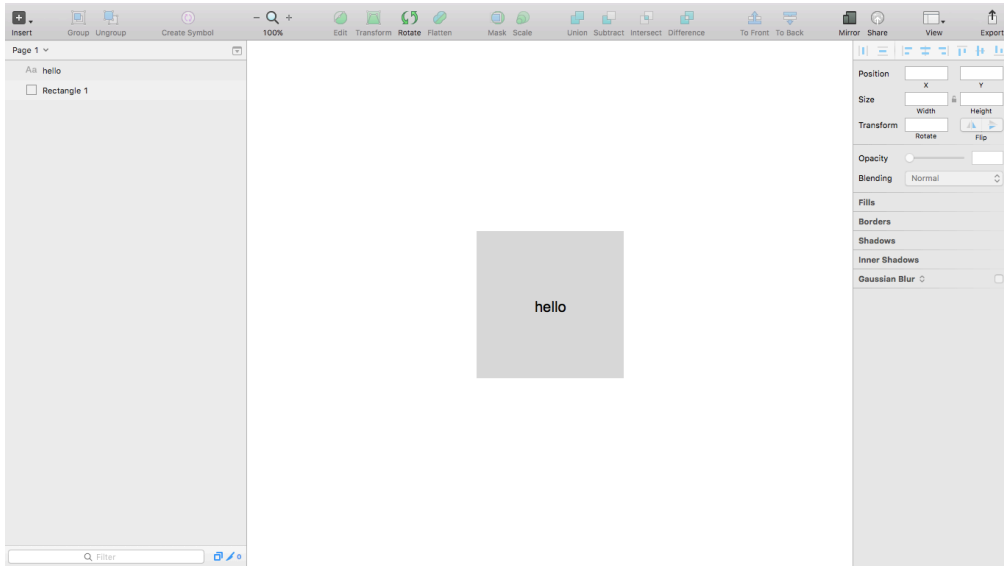 Insert Group Ungroup Create Symbol 100% Edit Transform Rotate Flatten Mask Scale Union Subtract Intersect Difference To Front To Back Mirror Share View Export
Page 1
Aa hello
Rectangle 1
Position
X Y
Size
Width Height
Transform
Rotate Flip
Opacity
Blending Normal
Fills
Borders
Shadows
Inner Shadows
Gaussian Blur
hello
Filter
0